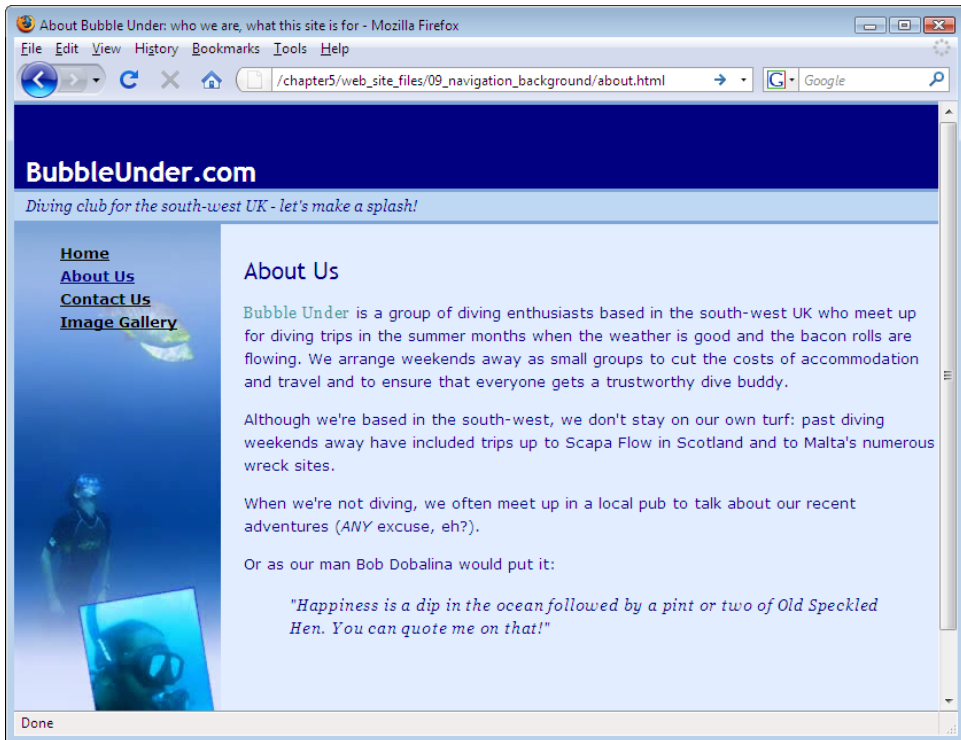 About Bubble Under: who we are, what this site is for - Mozilla Firefox
File Edit View History Bookmarks Tools Help
/chapter5/web_site_files/09_navigation_background/about.html
G Google
BubbleUnder.com
Diving club for the south-west UK - let's make a splash!
Home
About Us
Contact Us
Image Gallery
About Us
Bubble Under is a group of diving enthusiasts based in the south-west UK who meet up
for diving trips in the summer months when the weather is good and the bacon rolls are
flowing. We arrange weekends away as small groups to cut the costs of accommodation
and travel and to ensure that everyone gets a trustworthy dive buddy.
Although we're based in the south-west, we don't stay on our own turf: past diving
weekends away have included trips up to Scapa Flow in Scotland and to Malta's numerous
wreck sites.
When we're not diving, we often meet up in a local pub to talk about our recent
adventures (ANY excuse, eh?).
Or as our man Bob Dobalina would put it:
"Happiness is a dip in the ocean followed by a pint or two of Old Speckled
Hen. You can quote me on that!"
Done